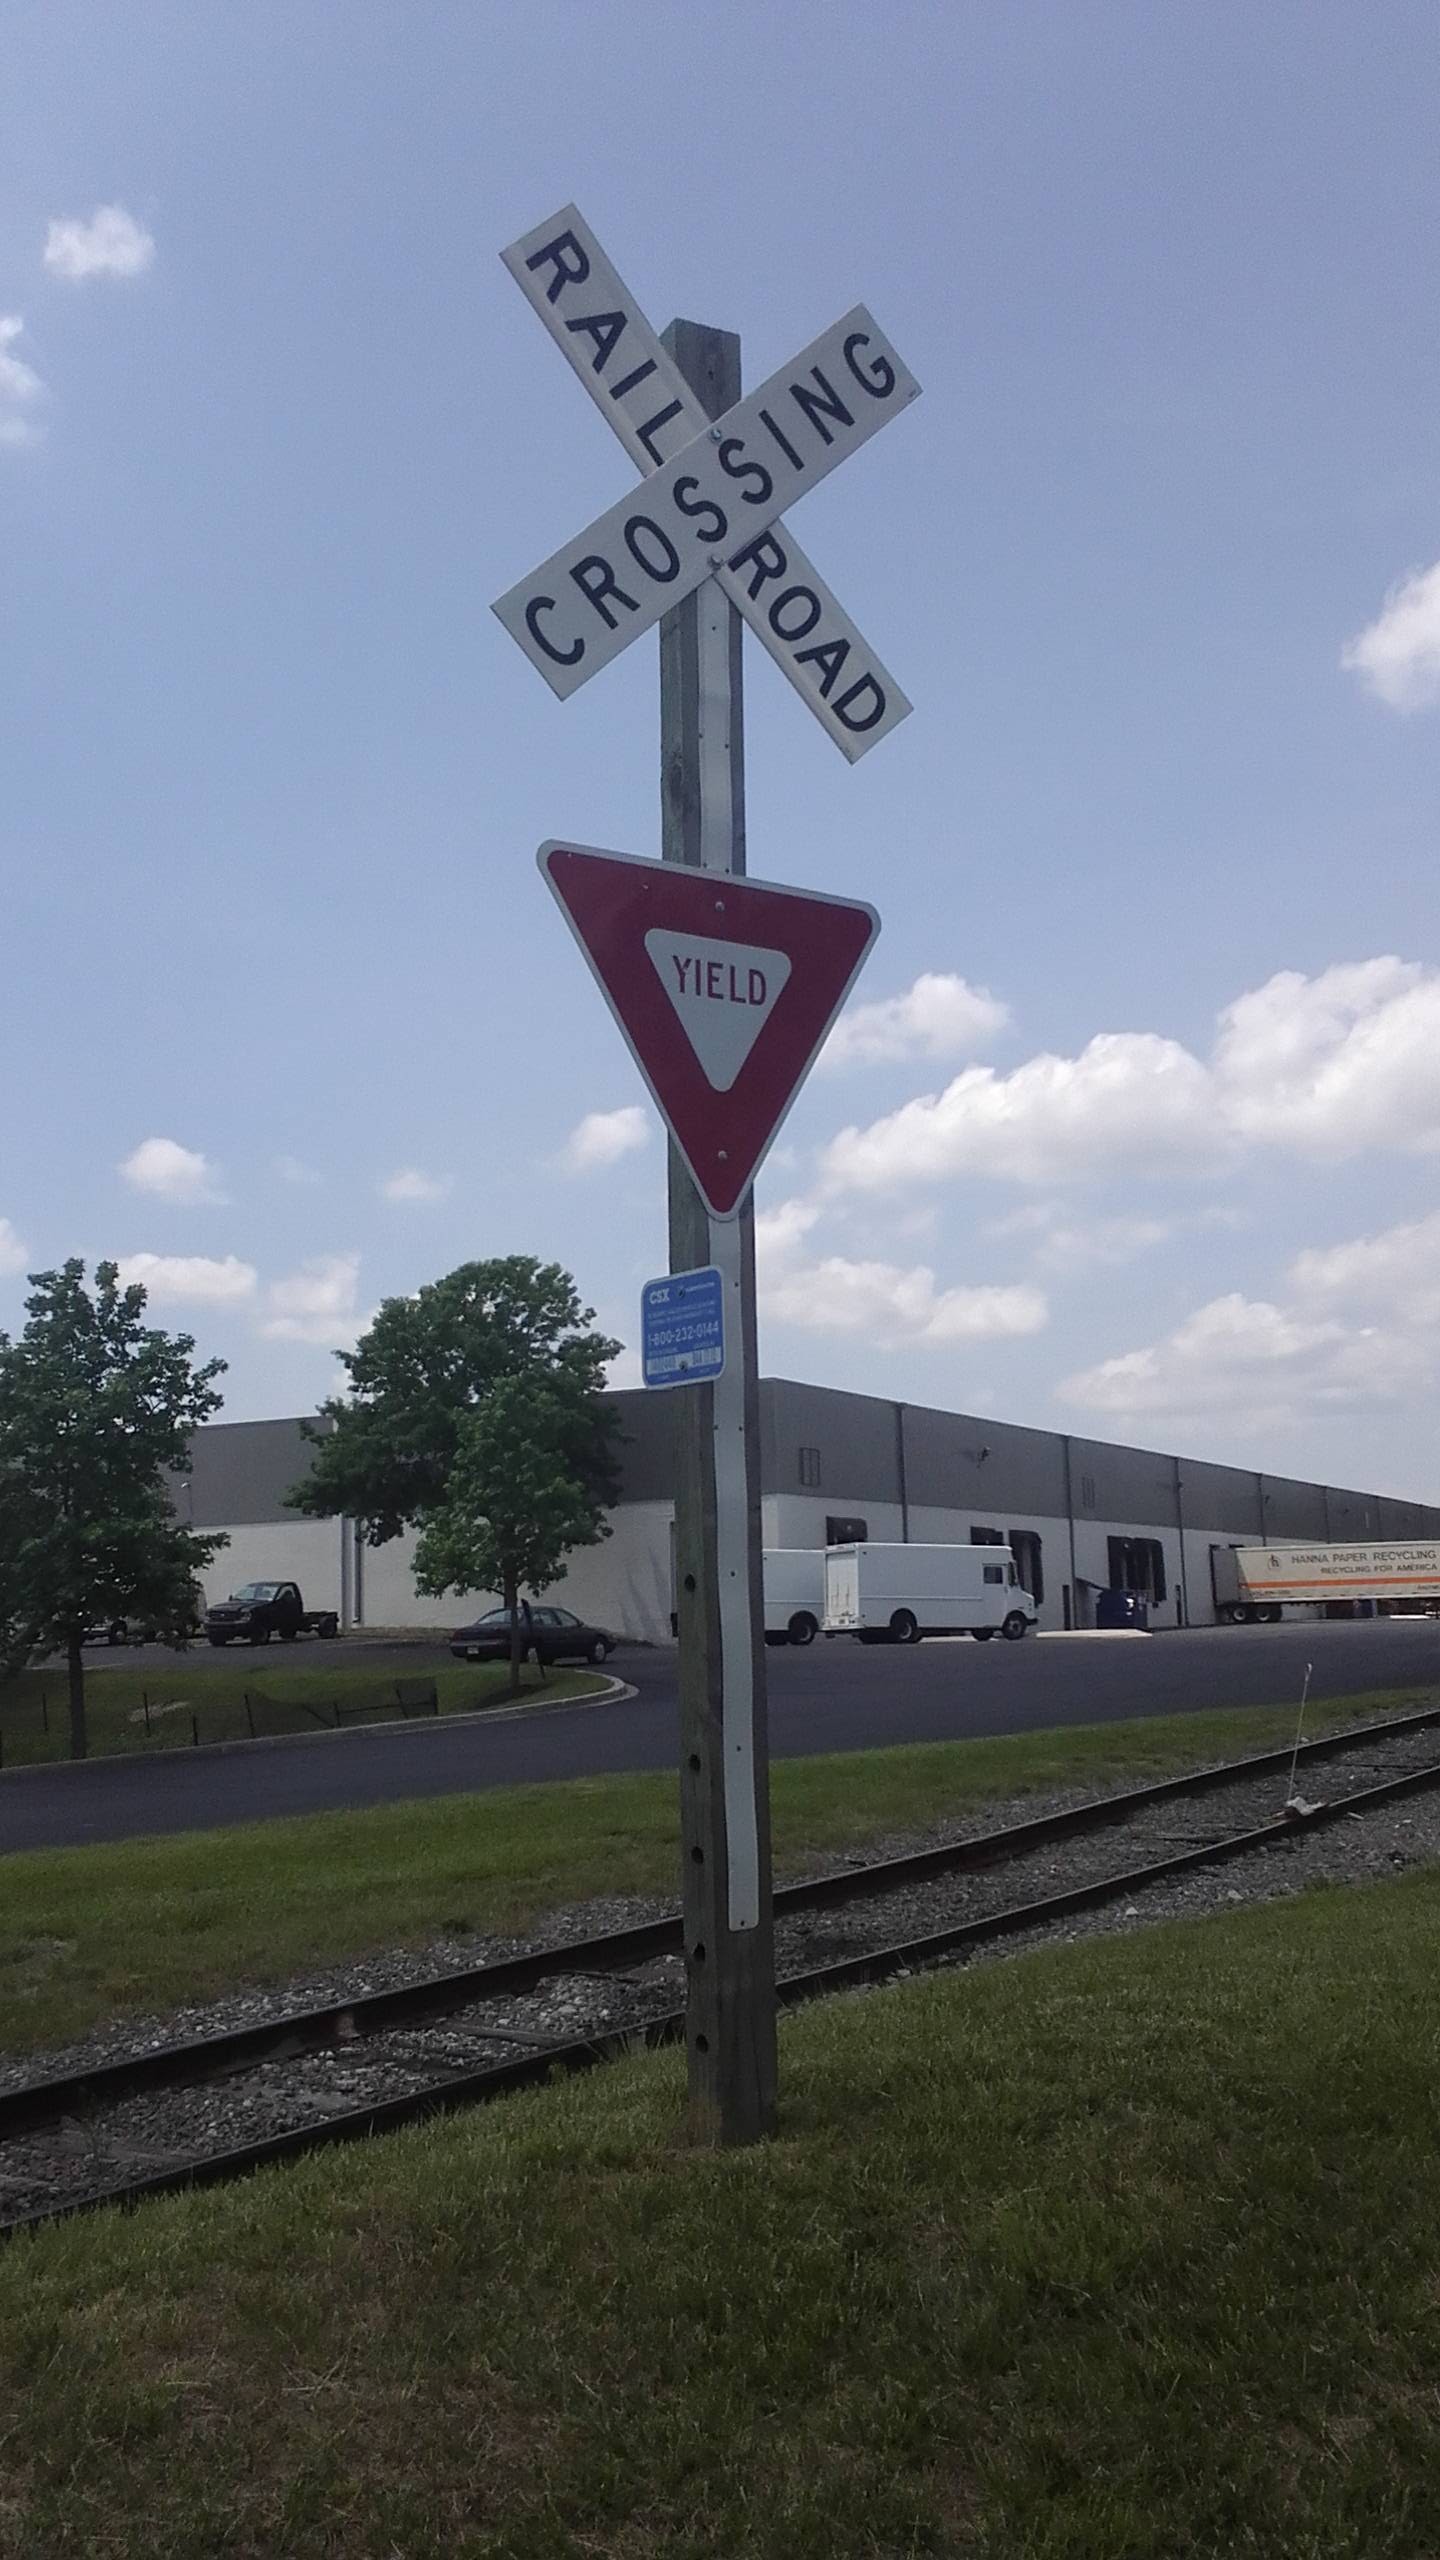 RAILROAD
CROSSING
YIELD
CSX
1-800-232-0144
HANNA PAPER RECYCLING
RECYCLING FOR AMERICA